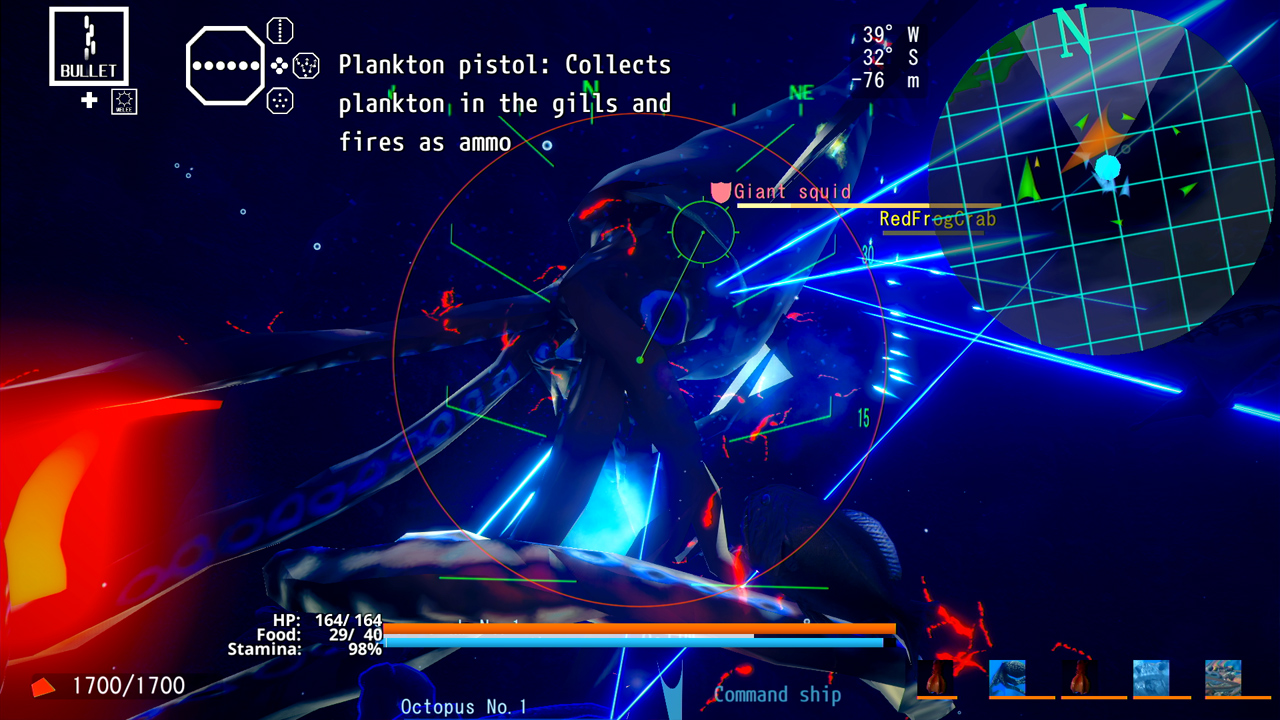 BULLET
MELEE
Plankton pistol: Collects
plankton in the gills and
fires as ammo
N
NE
39° W
32° S
-76 m
N
Giant squid
RedFrogCrab
30
15
HP: 164/ 164
Food: 29/ 40
Stamina: 98%
1700/1700
Octopus No.1
Command ship